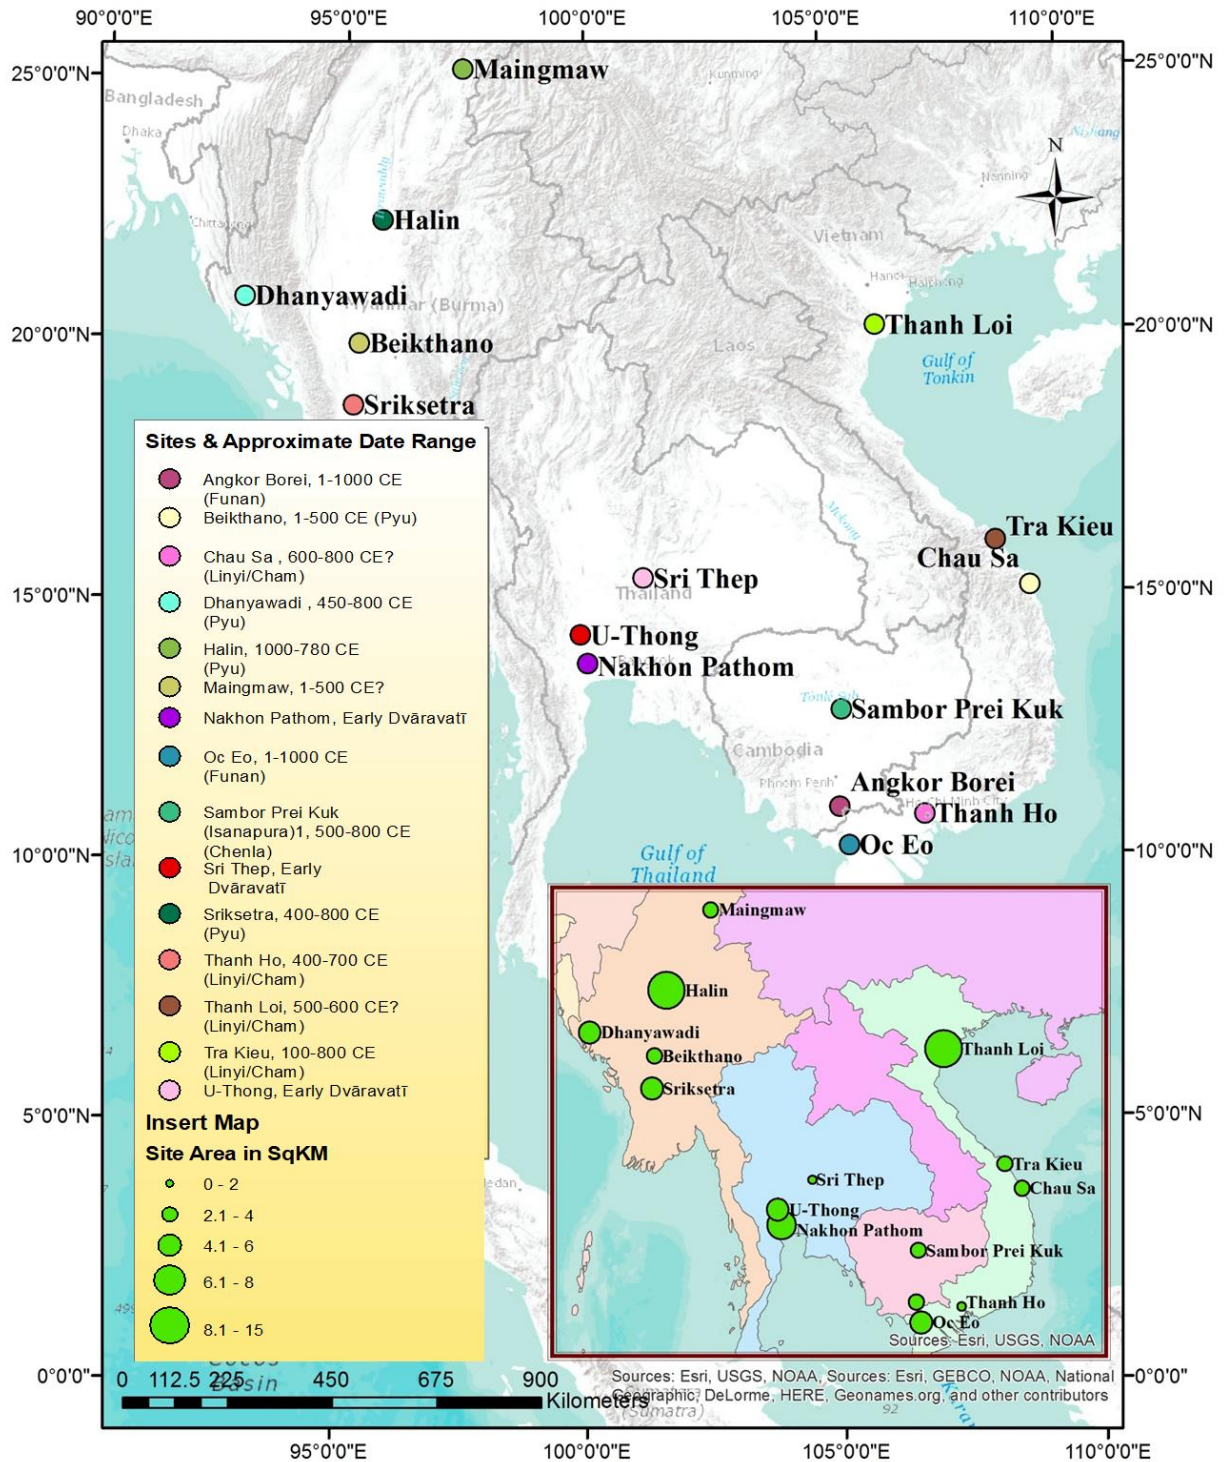 90°0'0"E 95°0'0"E 100°0'0"E 105°0'0"E 110°0'0"E
25°0'0"N
25°0'0"N
Maingmaw
Kunming
Bangladesh
Dhaka
N
Nanning
Irrawaddy
Chittagong
Halin
Vietnam
Hanoi
Haiphong
Dhanyawadi
Myanmar (Burma)
20°0'0"N
20°0'0"N
Thanh Loi
Beikthano
Laos
Gulf of
Tonkin
Sriksetra
Sites & Approximate Date Range
Angkor Borei, 1-1000 CE
(Funan)
Beikthano, 1-500 CE (Pyu)
Chau Sa , 600-800 CE?
(Linyi/Cham)
Dhanyawadi , 450-800 CE
(Pyu)
Halin, 1000-780 CE
(Pyu)
Maingmaw, 1-500 CE?
Nakhon Pathom, Early Dvāravatī
Oc Eo, 1-1000 CE
(Funan)
Sambor Prei Kuk
(Isanapura)1, 500-800 CE
(Chenla)
Sri Thep, Early
Dvāravatī
Sriksetra, 400-800 CE
(Pyu)
Thanh Ho, 400-700 CE
(Linyi/Cham)
Thanh Loi, 500-600 CE?
(Linyi/Cham)
Tra Kieu, 100-800 CE
(Linyi/Cham)
U-Thong, Early Dvāravatī
Insert Map
Site Area in SqKM
0 - 2
2.1 - 4
4.1 - 6
6.1 - 8
8.1 - 15
Mekong
Tra Kieu
Chau Sa
15°0'0"N
15°0'0"N
Sri Thep
Thailand
U-Thong
Nakhon Pathom
Tonle Sap
Sambor Prei Kuk
Cambodia
Phnom Penh
Angkor Borei
Ho Chi Minh City
Thanh Ho
Oc Eo
10°0'0"N
10°0'0"N
Gulf of
Thailand
Maingmaw
Halin
Dhanyawadi
Beikthano
Sriksetra
Thanh Loi
Tra Kieu
Chau Sa
Sri Thep
U-Thong
Nakhon Pathom
Sambor Prei Kuk
Thanh Ho
Oc Eo
Sources: Esri, USGS, NOAA
5°0'0"N
5°0'0"N
0°0'0"
0°0'0"
Basin
0 112.5 225 450 675 900
Kilometers
Sources: Esri, USGS, NOAA, Sources: Esri, GEBCO, NOAA, National
Geographic, DeLorme, HERE, Geonames.org, and other contributors
(Sumatra)
92
95°0'0"E 100°0'0"E 105°0'0"E 110°0'0"E